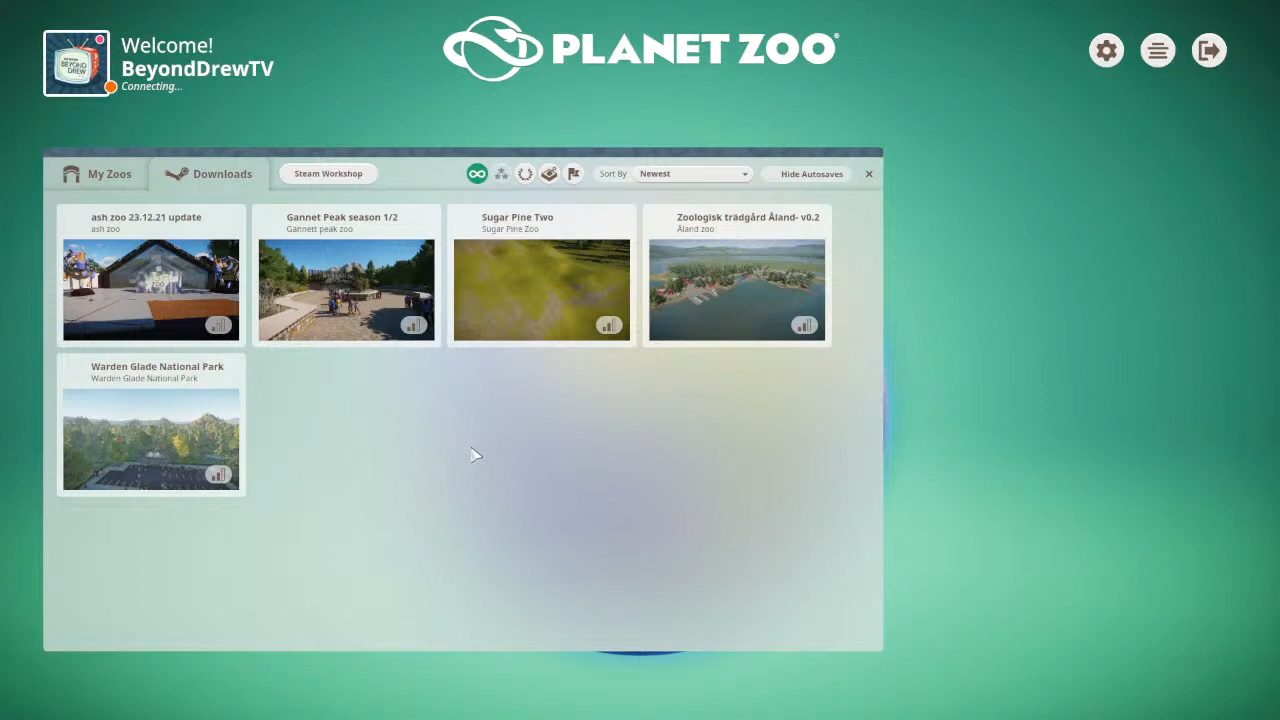 Welcome!
BeyondDrewTV
Connecting...
PLANET ZOO
My Zoos
Downloads
Steam Workshop
Sort By
Newest
Hide Autosaves
ash zoo 23.12.21 update
ash zoo
Gannet Peak season 1/2
Gannett peak zoo
Sugar Pine Two
Sugar Pine Zoo
Zoologisk trädgård Åland- v0.2
Åland zoo
Warden Glade National Park
Warden Glade National Park